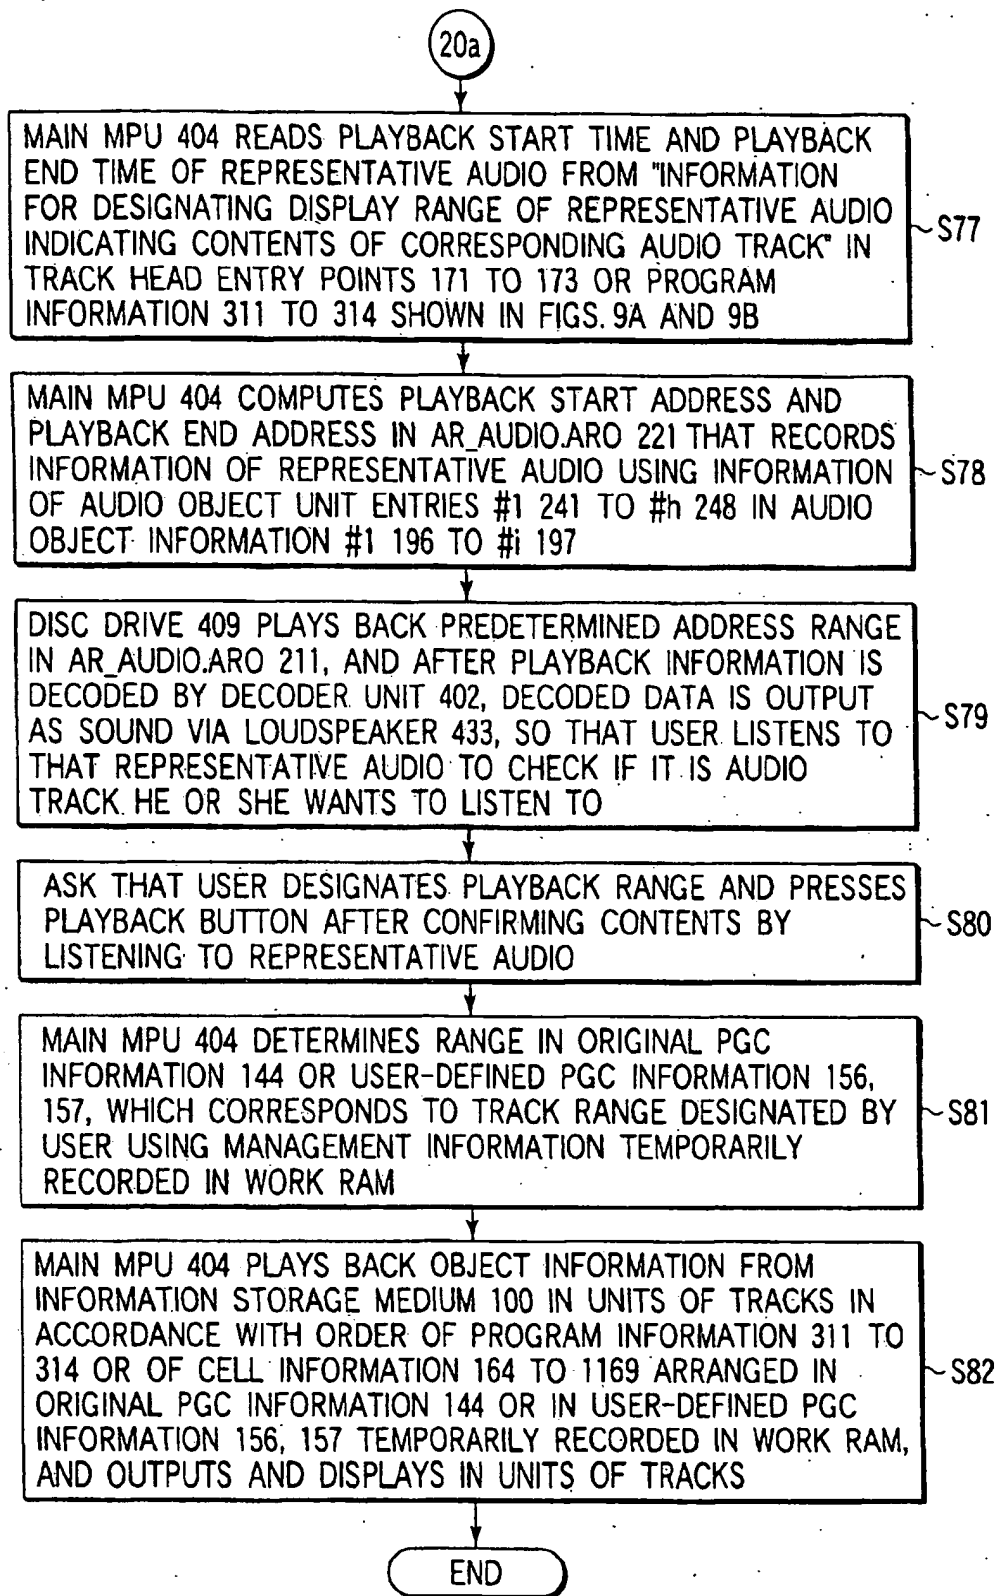 20a
MAIN MPU 404 READS PLAYBACK START TIME AND PLAYBACK
END TIME OF REPRESENTATIVE AUDIO FROM "INFORMATION
FOR DESIGNATING DISPLAY RANGE OF REPRESENTATIVE AUDIO
INDICATING CONTENTS OF CORRESPONDING AUDIO TRACK" IN
TRACK HEAD ENTRY POINTS 171 TO 173 OR PROGRAM
INFORMATION 311 TO 314 SHOWN IN FIGS. 9A AND 9B
S77
MAIN MPU 404 COMPUTES PLAYBACK START ADDRESS AND
PLAYBACK END ADDRESS IN AR_AUDIO.ARO 221 THAT RECORDS
INFORMATION OF REPRESENTATIVE AUDIO USING INFORMATION
OF AUDIO OBJECT UNIT ENTRIES #1 241 TO #h 248 IN AUDIO
OBJECT INFORMATION #1 196 TO #i 197
S78
DISC DRIVE 409 PLAYS BACK PREDETERMINED ADDRESS RANGE
IN AR_AUDIO.ARO 211, AND AFTER PLAYBACK INFORMATION IS
DECODED BY DECODER UNIT 402, DECODED DATA IS OUTPUT
AS SOUND VIA LOUDSPEAKER 433, SO THAT USER LISTENS TO
THAT REPRESENTATIVE AUDIO TO CHECK IF IT IS AUDIO
TRACK HE OR SHE WANTS TO LISTEN TO
S79
ASK THAT USER DESIGNATES PLAYBACK RANGE AND PRESSES
PLAYBACK BUTTON AFTER CONFIRMING CONTENTS BY
LISTENING TO REPRESENTATIVE AUDIO
S80
MAIN MPU 404 DETERMINES RANGE IN ORIGINAL PGC
INFORMATION 144 OR USER-DEFINED PGC INFORMATION 156,
157, WHICH CORRESPONDS TO TRACK RANGE DESIGNATED BY
USER USING MANAGEMENT INFORMATION TEMPORARILY
RECORDED IN WORK RAM
S81
MAIN MPU 404 PLAYS BACK OBJECT INFORMATION FROM
INFORMATION STORAGE MEDIUM 100 IN UNITS OF TRACKS IN
ACCORDANCE WITH ORDER OF PROGRAM INFORMATION 311 TO
314 OR OF CELL INFORMATION 164 TO 1169 ARRANGED IN
ORIGINAL PGC INFORMATION 144 OR IN USER-DEFINED PGC
INFORMATION 156, 157 TEMPORARILY RECORDED IN WORK RAM,
AND OUTPUTS AND DISPLAYS IN UNITS OF TRACKS
S82
END